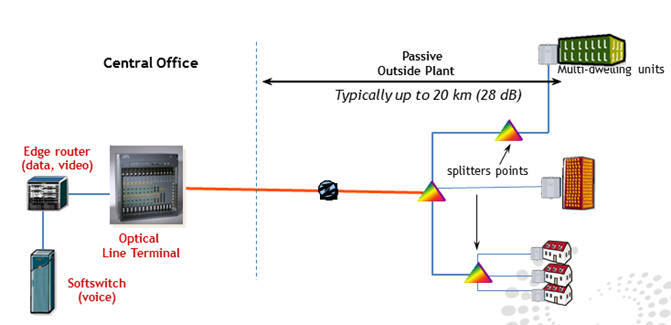 Central Office
Passive
Outside Plant
Typically up to 20 km (28 dB)
Multi-dwelling units
splitters points
Edge router
(data, video)
Optical
Line Terminal
Softswitch
(voice)